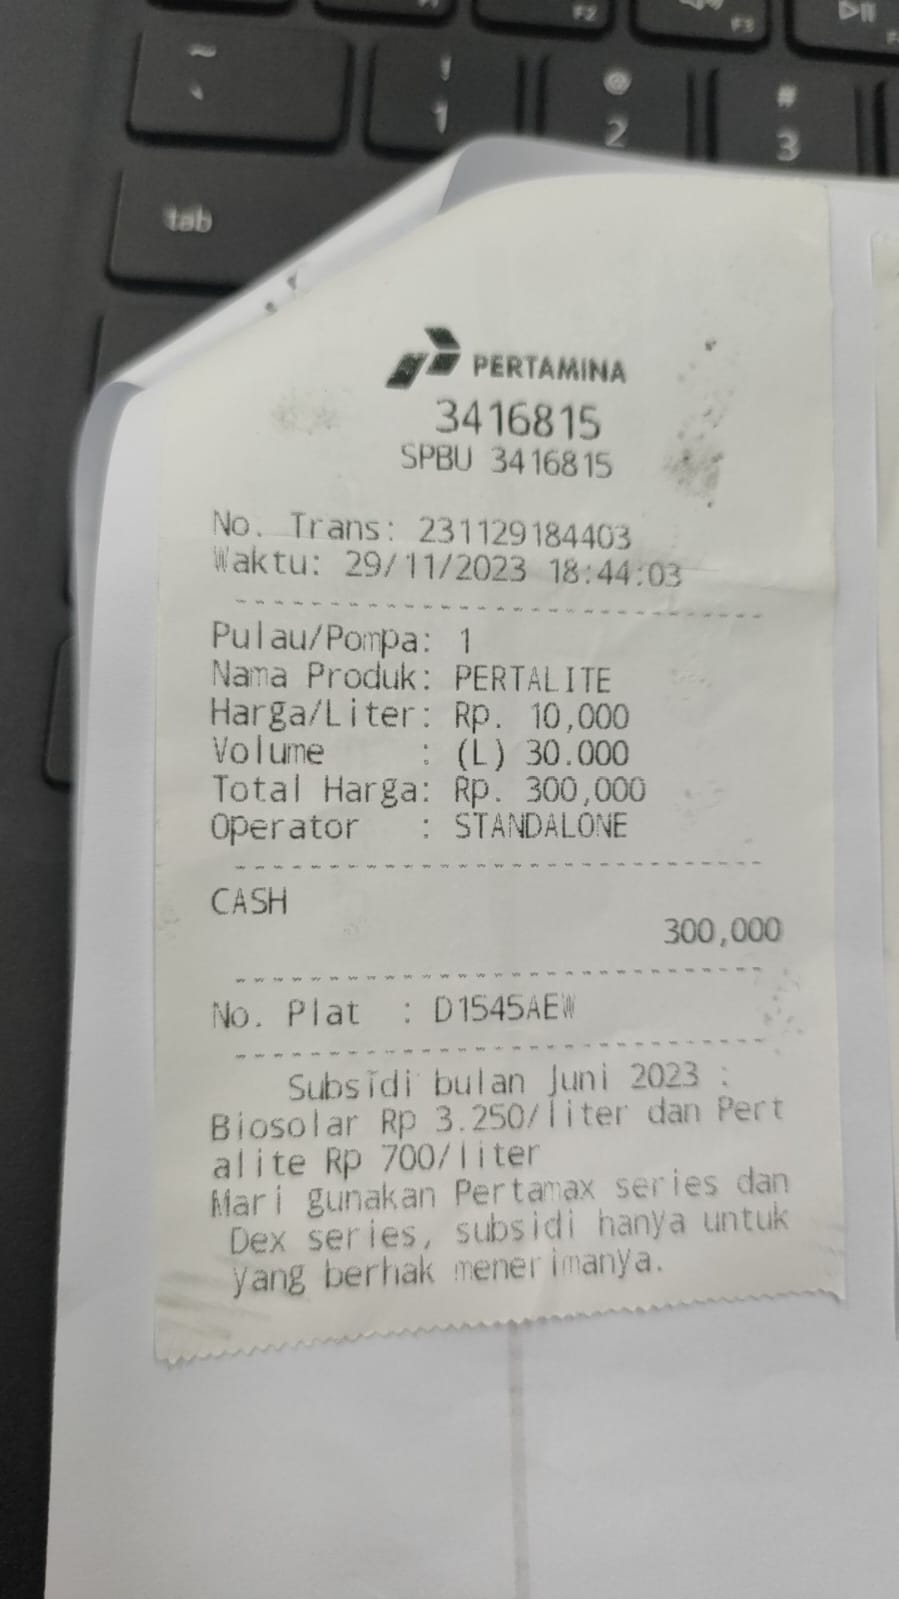 F2
F3
~
`
!
1
@
2
#
3
tab
PERTAMINA
3416815
SPBU 3416815
No. Trans: 231129184403
Waktu: 29/11/2023 18:44:03
Pulau/Pompa: 1
Nama Produk: PERTALITE
Harga/Liter: Rp. 10,000
Volume : (L) 30.000
Total Harga: Rp. 300,000
Operator : STANDALONE
CASH
300,000
No. Plat : D1545AEW
Subsidi bulan Juni 2023 :
Biosolar Rp 3.250/liter dan Pert
alite Rp 700/liter
Mari gunakan Pertamax series dan
Dex series, subsidi hanya untuk
yang berhak menerimanya.